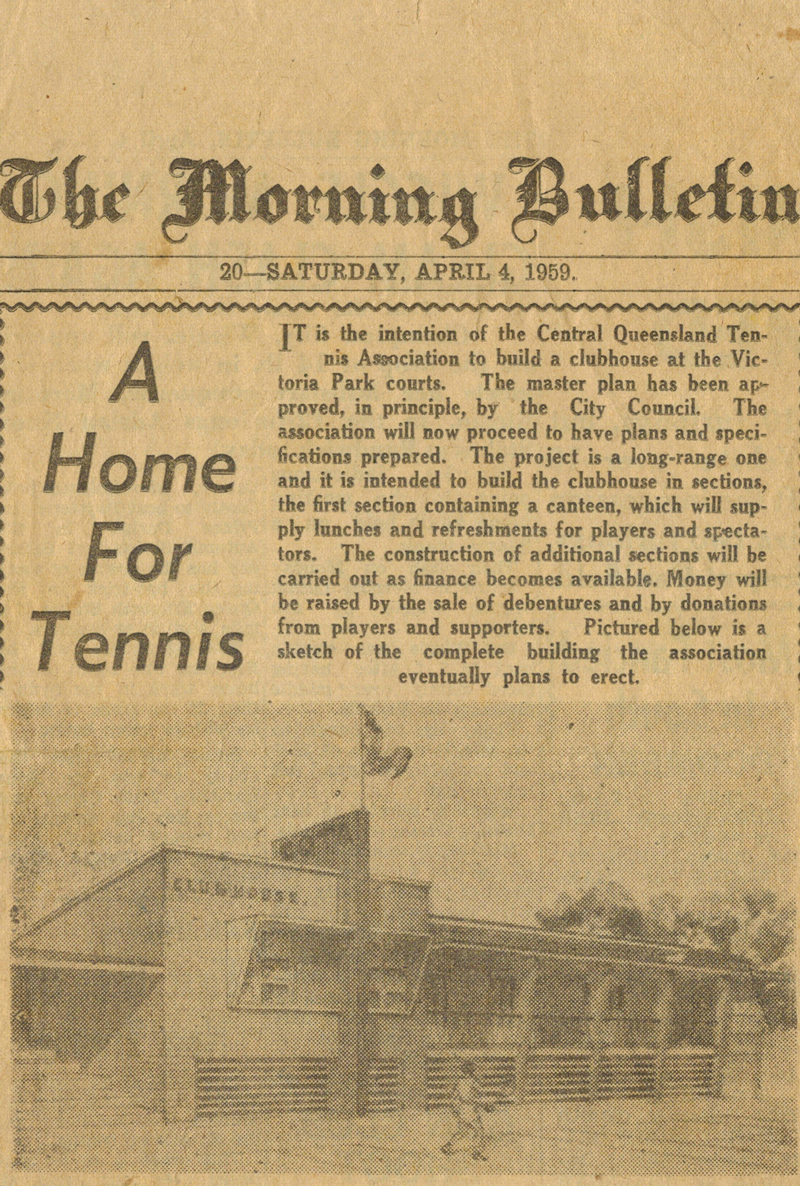 The Morning Bulletin
20—SATURDAY, APRIL 4, 1959.
A
Home
For
Tennis
IT is the intention of the Central Queensland Ten-
nis Association to build a clubhouse at the Vic-
toria Park courts. The master plan has been ap-
proved, in principle, by the City Council. The
association will now proceed to have plans and speci-
fications prepared. The project is a long-range one
and it is intended to build the clubhouse in sections,
the first section containing a canteen, which will sup-
ply lunches and refreshments for players and specta-
tors. The construction of additional sections will be
carried out as finance becomes available. Money will
be raised by the sale of debentures and by donations
from players and supporters. Pictured below is a
sketch of the complete building the association
eventually plans to erect.
CLUBHOUSE.